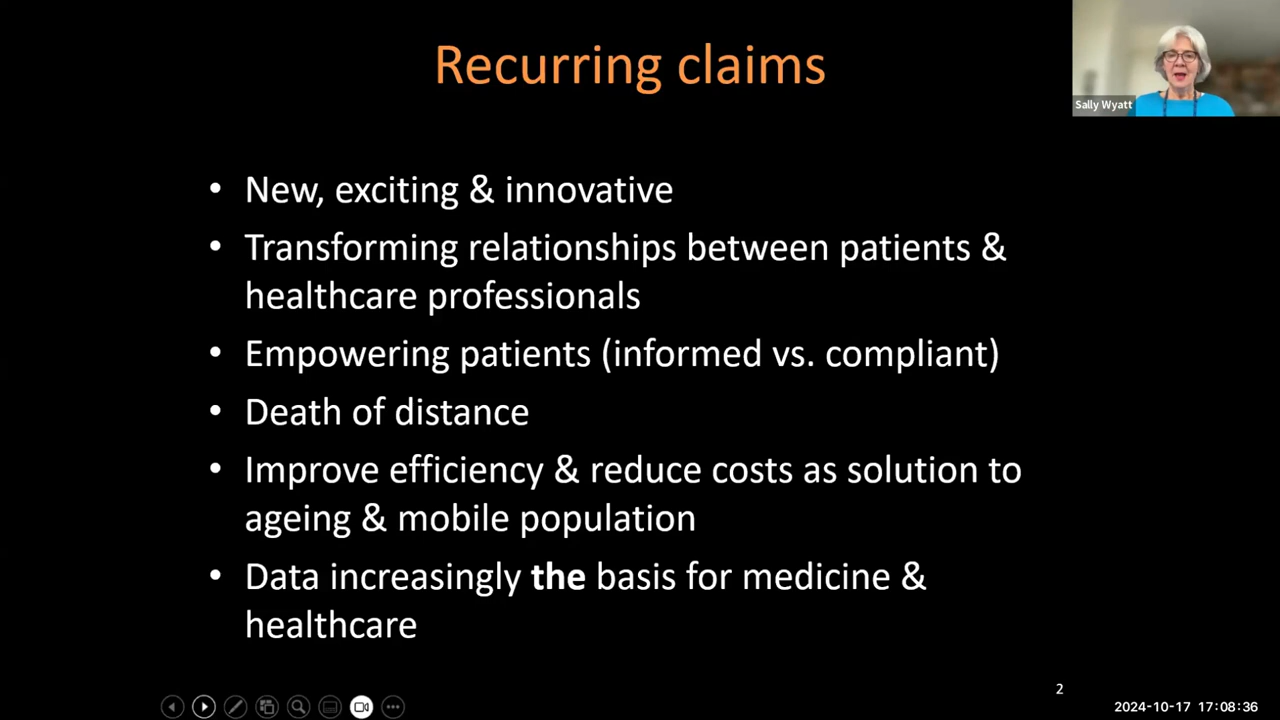 Recurring claims
Sally Wyatt
• New, exciting & innovative
• Transforming relationships between patients &
healthcare professionals
• Empowering patients (informed vs. compliant)
• Death of distance
• Improve efficiency & reduce costs as solution to
ageing & mobile population
• Data increasingly the basis for medicine &
healthcare
2
2024-10-17 17:08:36